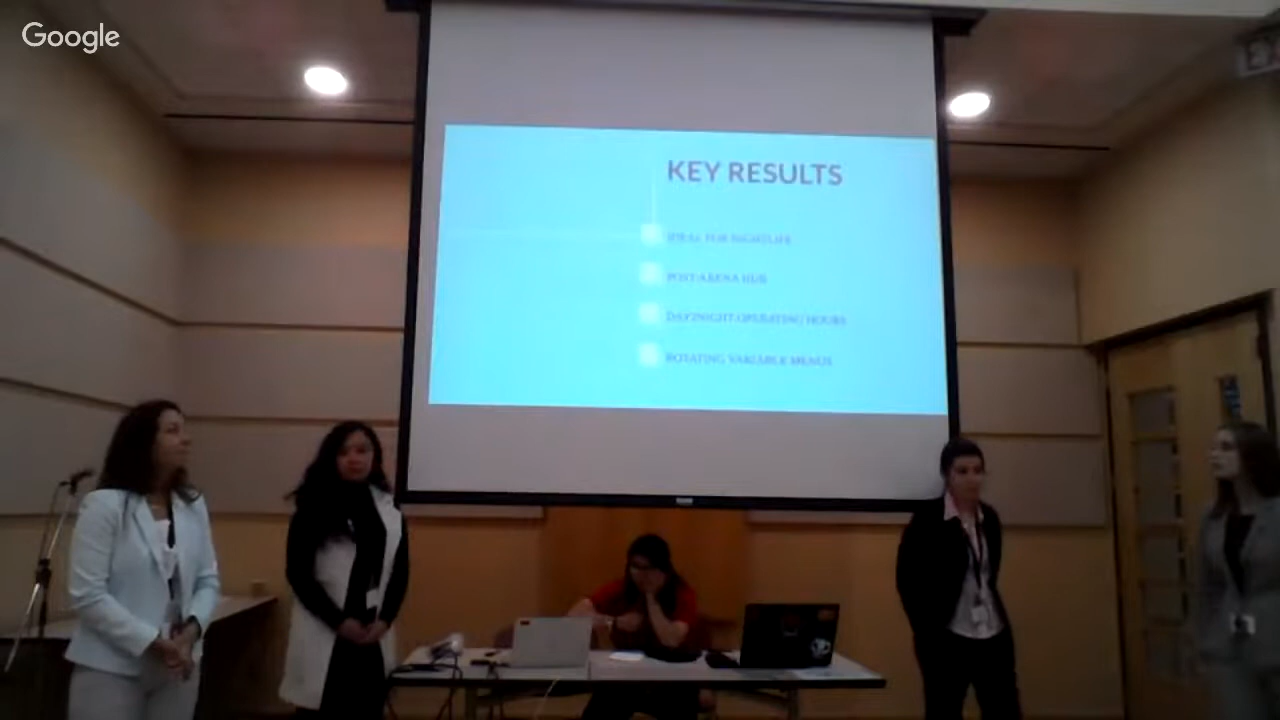 Google
KEY RESULTS
IDEAL FOR NIGHTLIFE
POST-ARENA HUB
DAY/NIGHT OPERATING HOURS
ROTATING VARIABLE MENUS